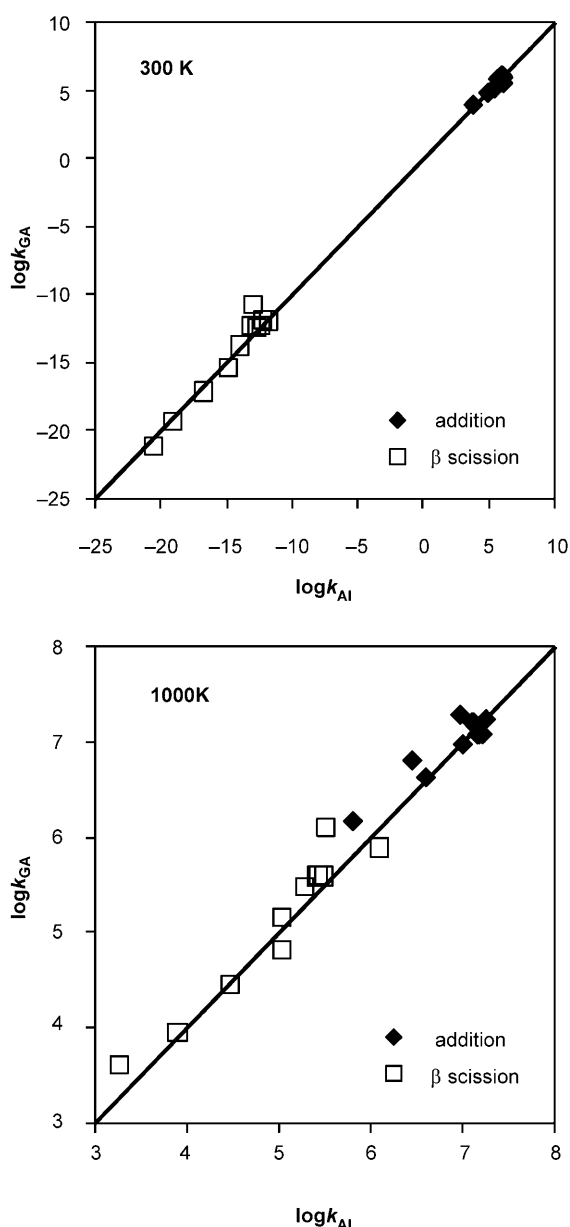 10
5
0
–5
–10
–15
–20
–25
logkGA
300 K
addition
β scission
–25 –20 –15 –10 –5 0 5 10
logkAI
8
7
6
5
4
3
logkGA
1000K
addition
β scission
3 4 5 6 7 8
logkAI